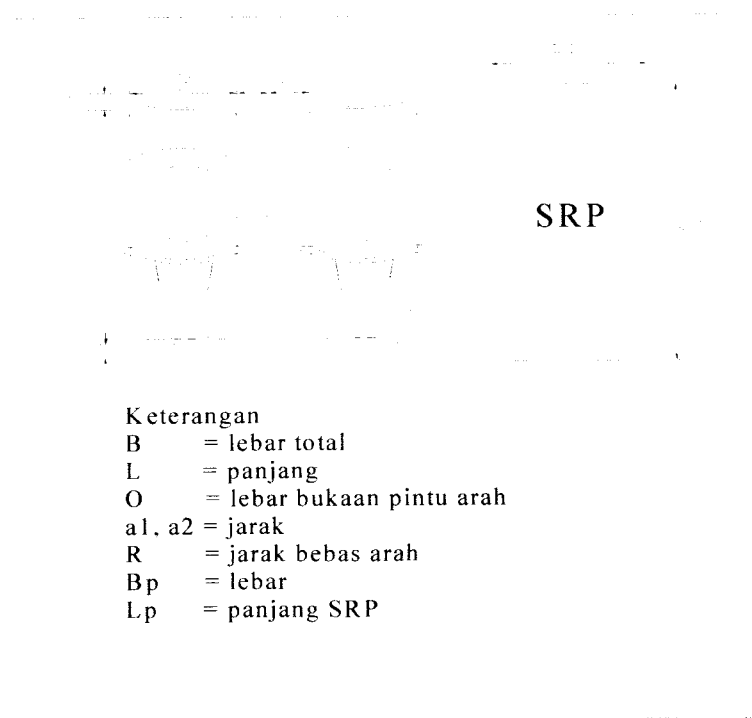 SRP
Keterangan
B = lebar total
L = panjang
O = lebar bukaan pintu arah
a1, a2 = jarak
R = jarak bebas arah
Bp = lebar
Lp = panjang SRP